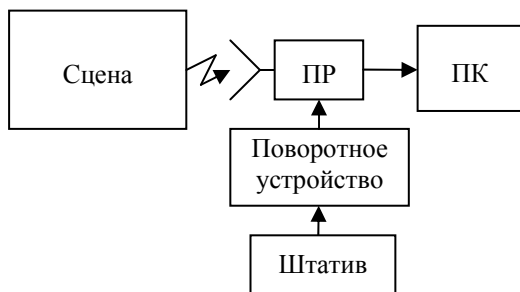 Сцена
ПР
ПК
Поворотное
устройство
Штатив